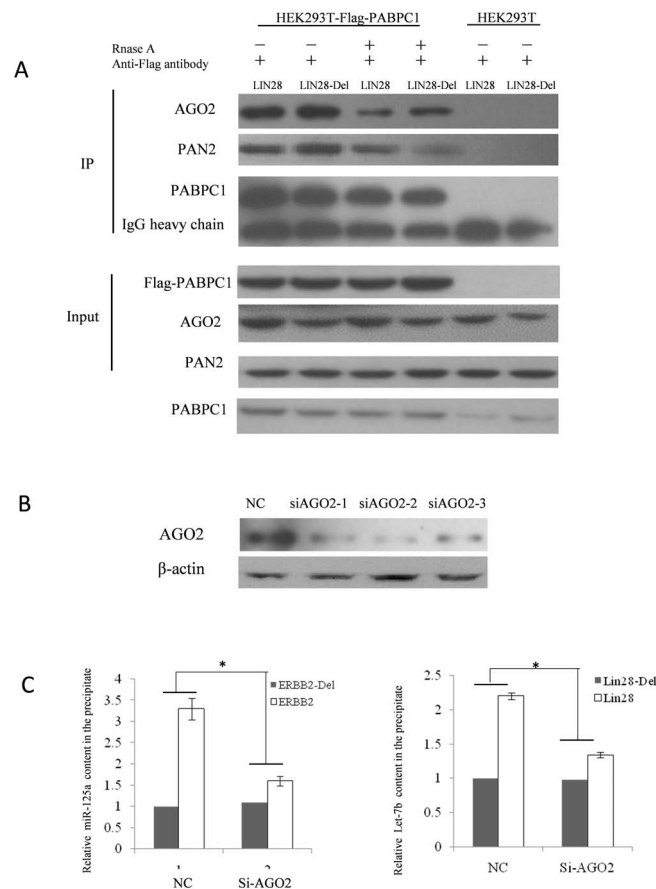 HEK293T-Flag-PABPC1 HEK293T
Rnase A − − + + − −
Anti-Flag antibody + + + + + +
A
LIN28 LIN28-Del LIN28 LIN28-Del LIN28 LIN28-Del
AGO2
PAN2
IP
PABPC1
IgG heavy chain
Flag-PABPC1
Input
AGO2
PAN2
PABPC1
B
NC siAGO2-1 siAGO2-2 siAGO2-3
AGO2
β-actin
C
Relative miR-125a content in the precipitate
4
3.5
3
2.5
2
1.5
1
0.5
0
*
ERBB2-Del
ERBB2
NC Si-AGO2
Relative Let-7b content in the precipitate
2.5
2
1.5
1
0.5
0
*
Lin28-Del
Lin28
NC Si-AGO2